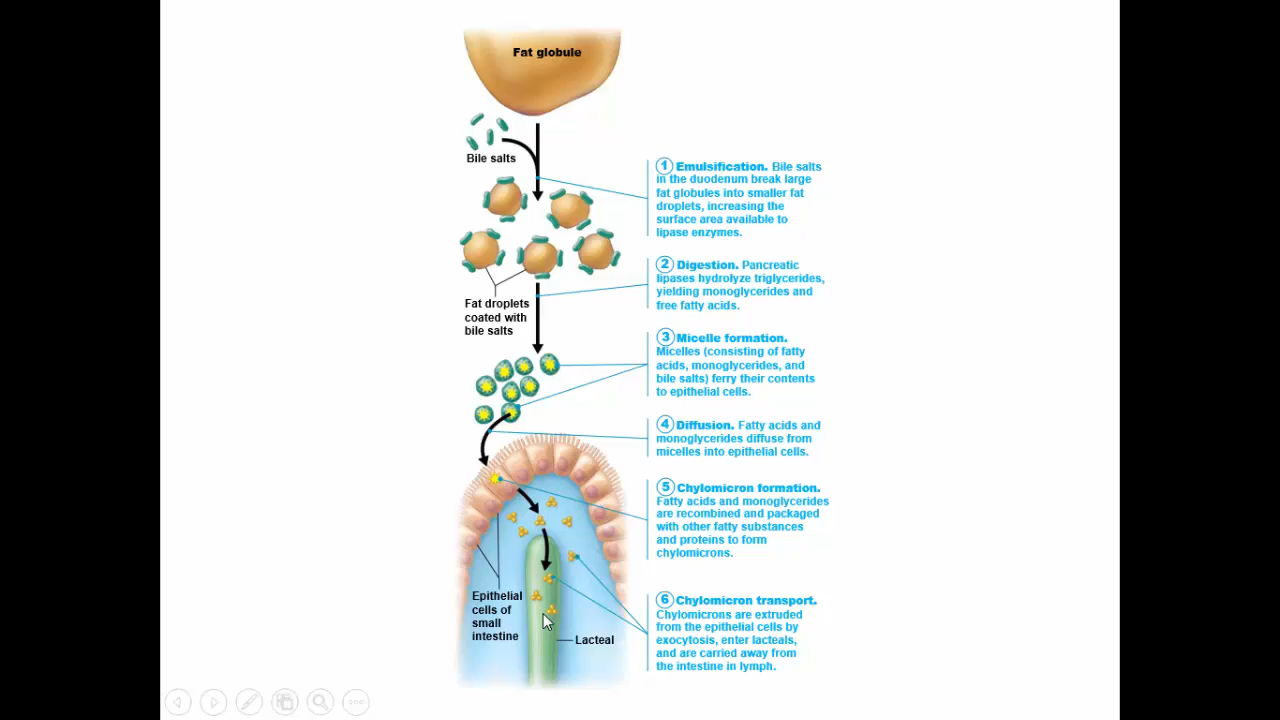 Fat globule
Bile salts
① Emulsification. Bile salts
in the duodenum break large
fat globules into smaller fat
droplets, increasing the
surface area available to
lipase enzymes.
② Digestion. Pancreatic
lipases hydrolyze triglycerides,
yielding monoglycerides and
free fatty acids.
Fat droplets
coated with
bile salts
③ Micelle formation.
Micelles (consisting of fatty
acids, monoglycerides, and
bile salts) ferry their contents
to epithelial cells.
④ Diffusion. Fatty acids and
monoglycerides diffuse from
micelles into epithelial cells.
⑤ Chylomicron formation.
Fatty acids and monoglycerides
are recombined and packaged
with other fatty substances
and proteins to form
chylomicrons.
Epithelial
cells of
small
intestine
Lacteal
⑥ Chylomicron transport.
Chylomicrons are extruded
from the epithelial cells by
exocytosis, enter lacteals,
and are carried away from
the intestine in lymph.